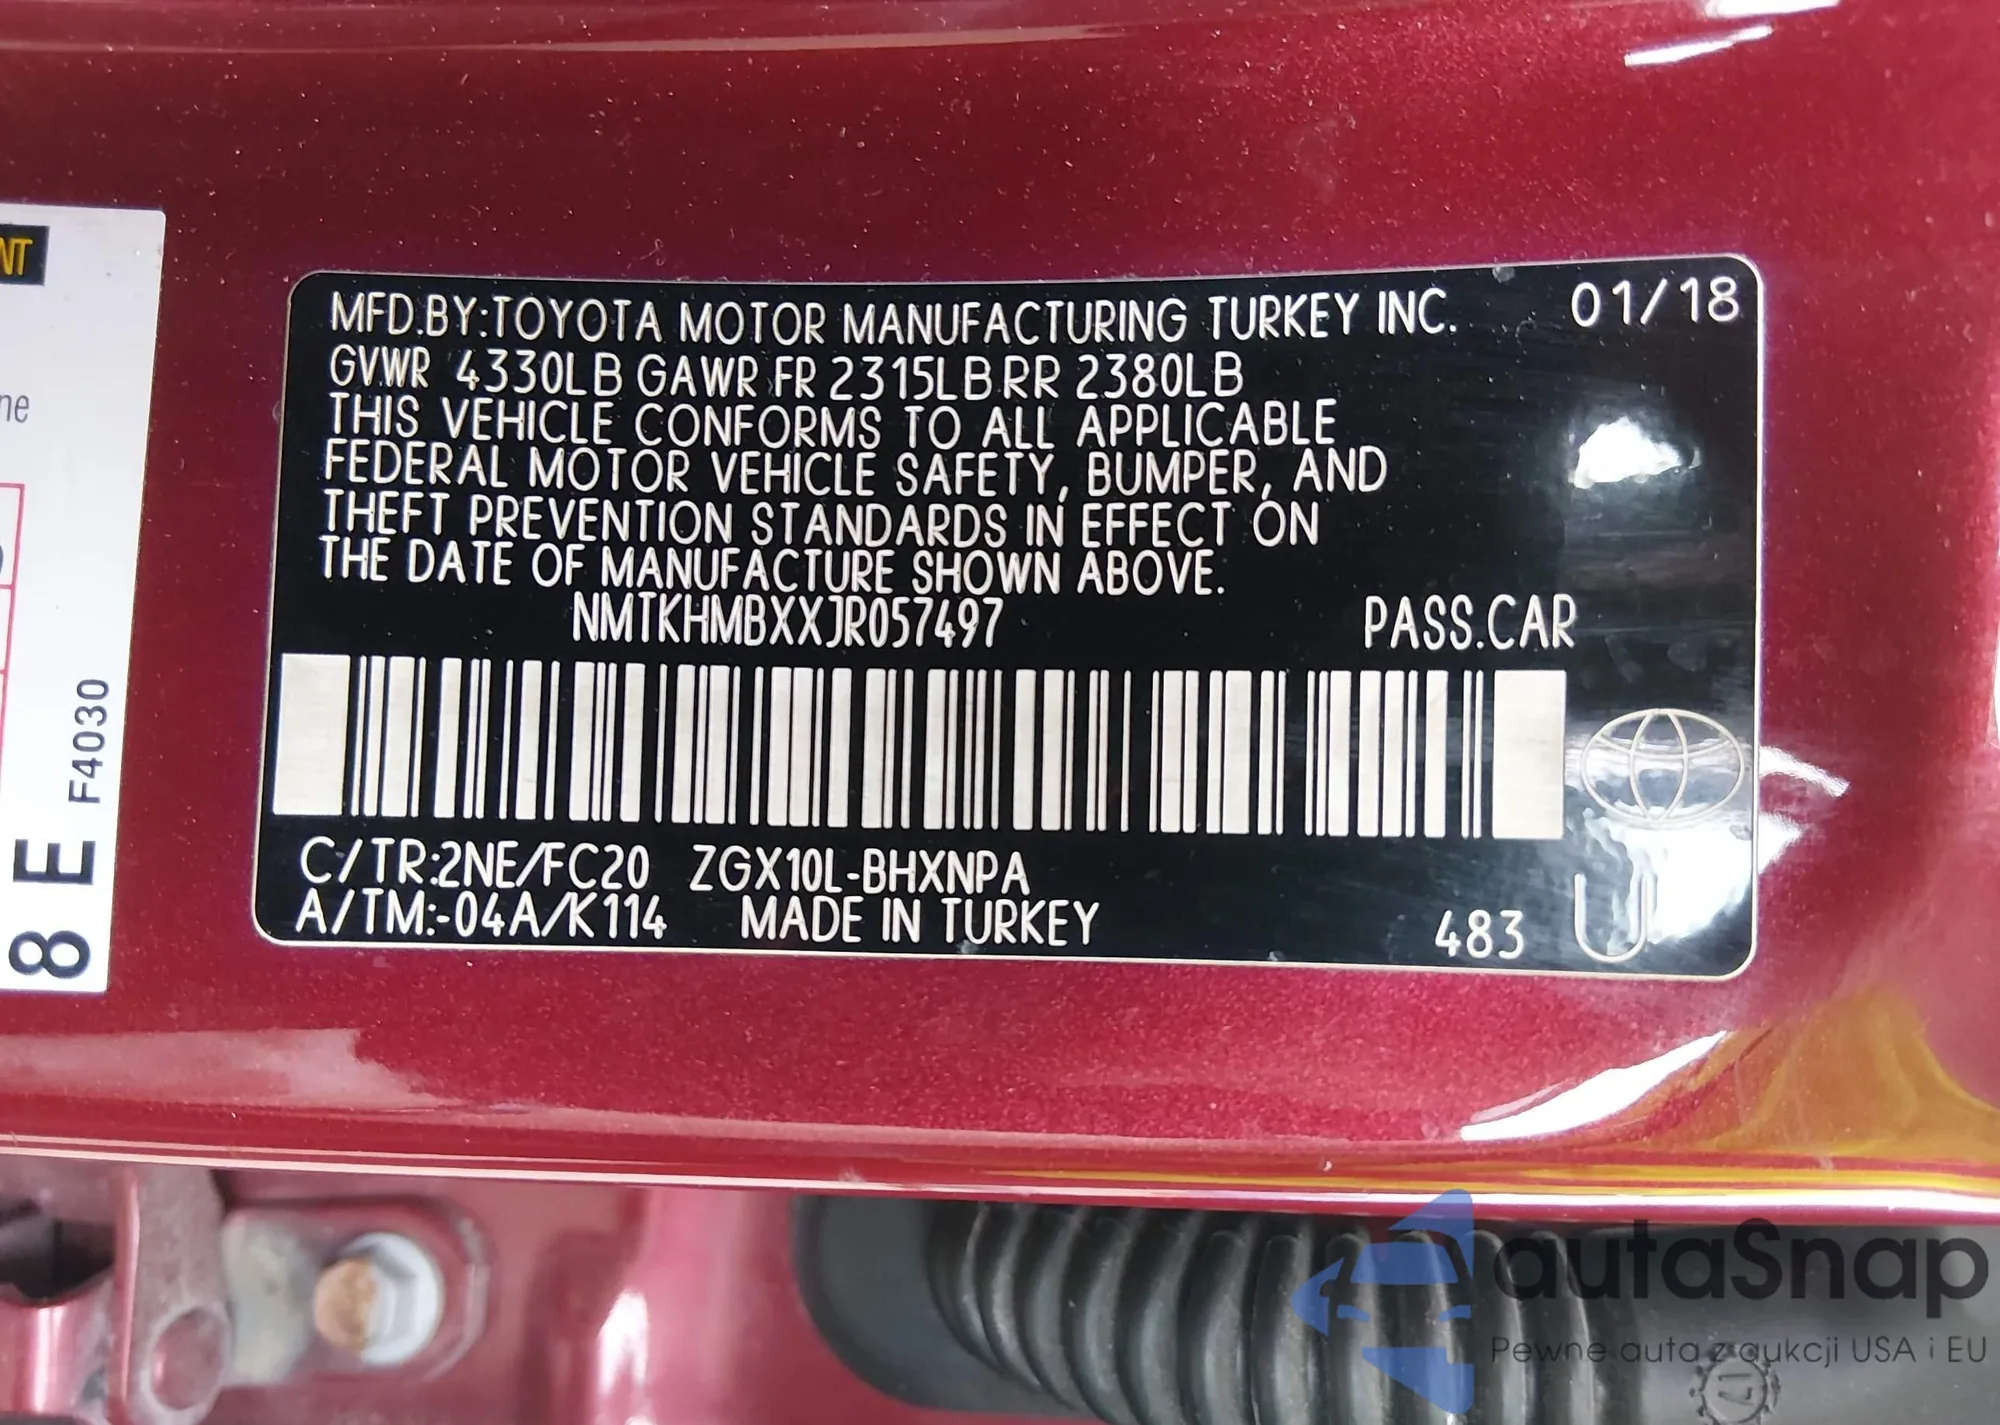 NT
ne
8 E F4030
MFD.BY:TOYOTA MOTOR MANUFACTURING TURKEY INC. 01/18
GVWR 4330LB GAWR FR 2315LB RR 2380LB
THIS VEHICLE CONFORMS TO ALL APPLICABLE
FEDERAL MOTOR VEHICLE SAFETY, BUMPER, AND
THEFT PREVENTION STANDARDS IN EFFECT ON
THE DATE OF MANUFACTURE SHOWN ABOVE.
NMTKHMBXXJR057497 PASS.CAR
C/TR:2NE/FC20 ZGX10L-BHXNPA
A/TM:-04A/K114 MADE IN TURKEY 483 U
autaSnap
Pewne auta z aukcji USA i EU